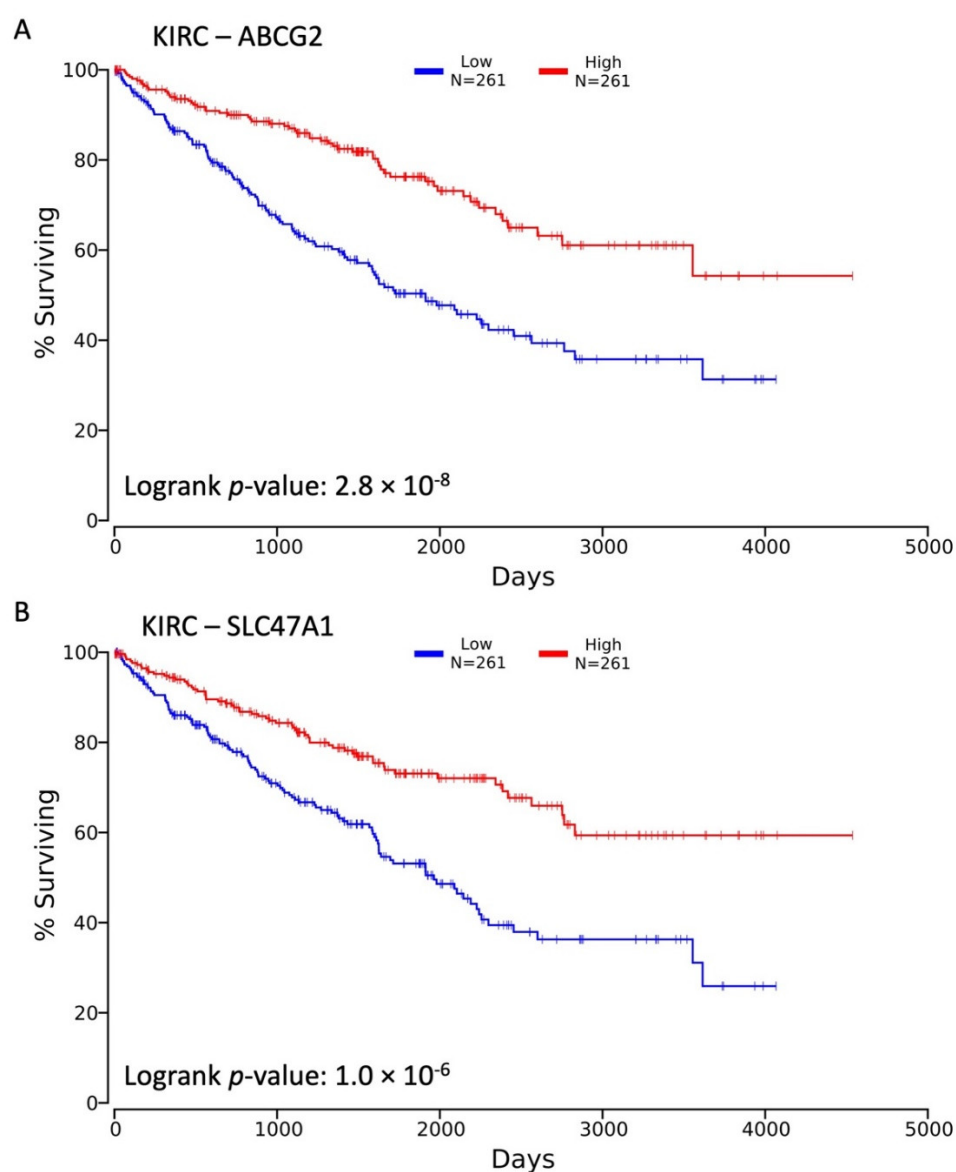 A
KIRC – ABCG2
Low
N=261
High
N=261
100
80
60
40
20
0
% Surviving
Logrank p-value: 2.8 × 10⁻⁸
0 1000 2000 3000 4000 5000
Days
B
KIRC – SLC47A1
Low
N=261
High
N=261
100
80
60
40
20
0
% Surviving
Logrank p-value: 1.0 × 10⁻⁶
0 1000 2000 3000 4000 5000
Days